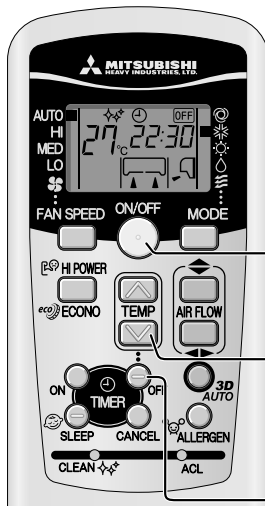 MITSUBISHI
HEAVY INDUSTRIES, LTD.
AUTO
HI
MED
LO
OFF
27°C 22:30
FAN SPEED ON/OFF MODE
HI POWER
eco ECONO
TEMP
AIR FLOW
ON
TIMER
OFF
3D
AUTO
SLEEP CANCEL ALLERGEN
CLEAN ACL